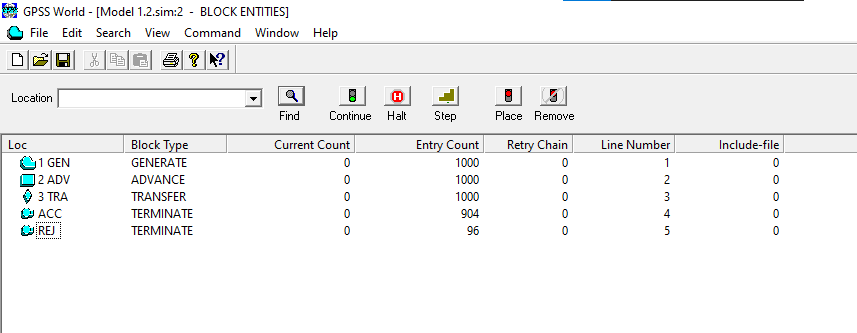 GPSS World - [Model 1.2.sim:2 - BLOCK ENTITIES]
File Edit Search View Command Window Help
Location Find Continue Halt Step Place Remove
Loc Block Type Current Count Entry Count Retry Chain Line Number Include-file
1 GEN GENERATE 0 1000 0 1 0
2 ADV ADVANCE 0 1000 0 2 0
3 TRA TRANSFER 0 1000 0 3 0
ACC TERMINATE 0 904 0 4 0
REJ TERMINATE 0 96 0 5 0